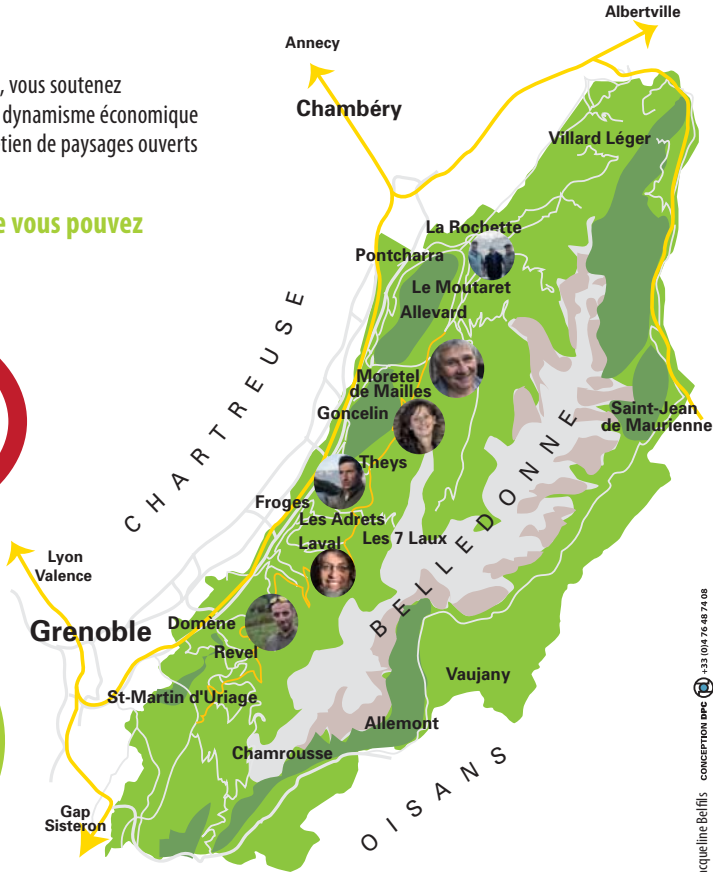 Albertville
Annecy
, vous soutenez
dynamisme économique
tien de paysages ouverts
Chambéry
Villard Léger
e vous pouvez
La Rochette
Pontcharra
Le Moutaret
Allevard
CHARTREUSE
Moretel
de Mailles
Goncelin
Saint-Jean
de Maurienne
Theys
Froges
Les Adrets
Les 7 Laux
Laval
BELLEDONNE
Lyon
Valence
Grenoble
Domène
Revel
Vaujany
St-Martin d'Uriage
Allemont
Chamrousse
OISANS
Gap
Sisteron
cqueline Belfils CONCEPTION DPC +33 (0)4 76 48 74 08